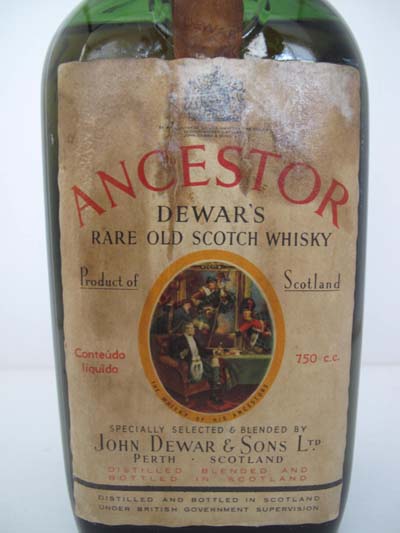 ANCESTOR
DEWAR'S
RARE OLD SCOTCH WHISKY
Product of Scotland
Conteúdo 750 c.c.
líquido
THE WHISKY OF HIS ANCESTORS
SPECIALLY SELECTED & BLENDED BY
JOHN DEWAR & SONS LTD
PERTH · SCOTLAND
DISTILLED BLENDED AND
BOTTLED IN SCOTLAND
DISTILLED AND BOTTLED IN SCOTLAND
UNDER BRITISH GOVERNMENT SUPERVISION.